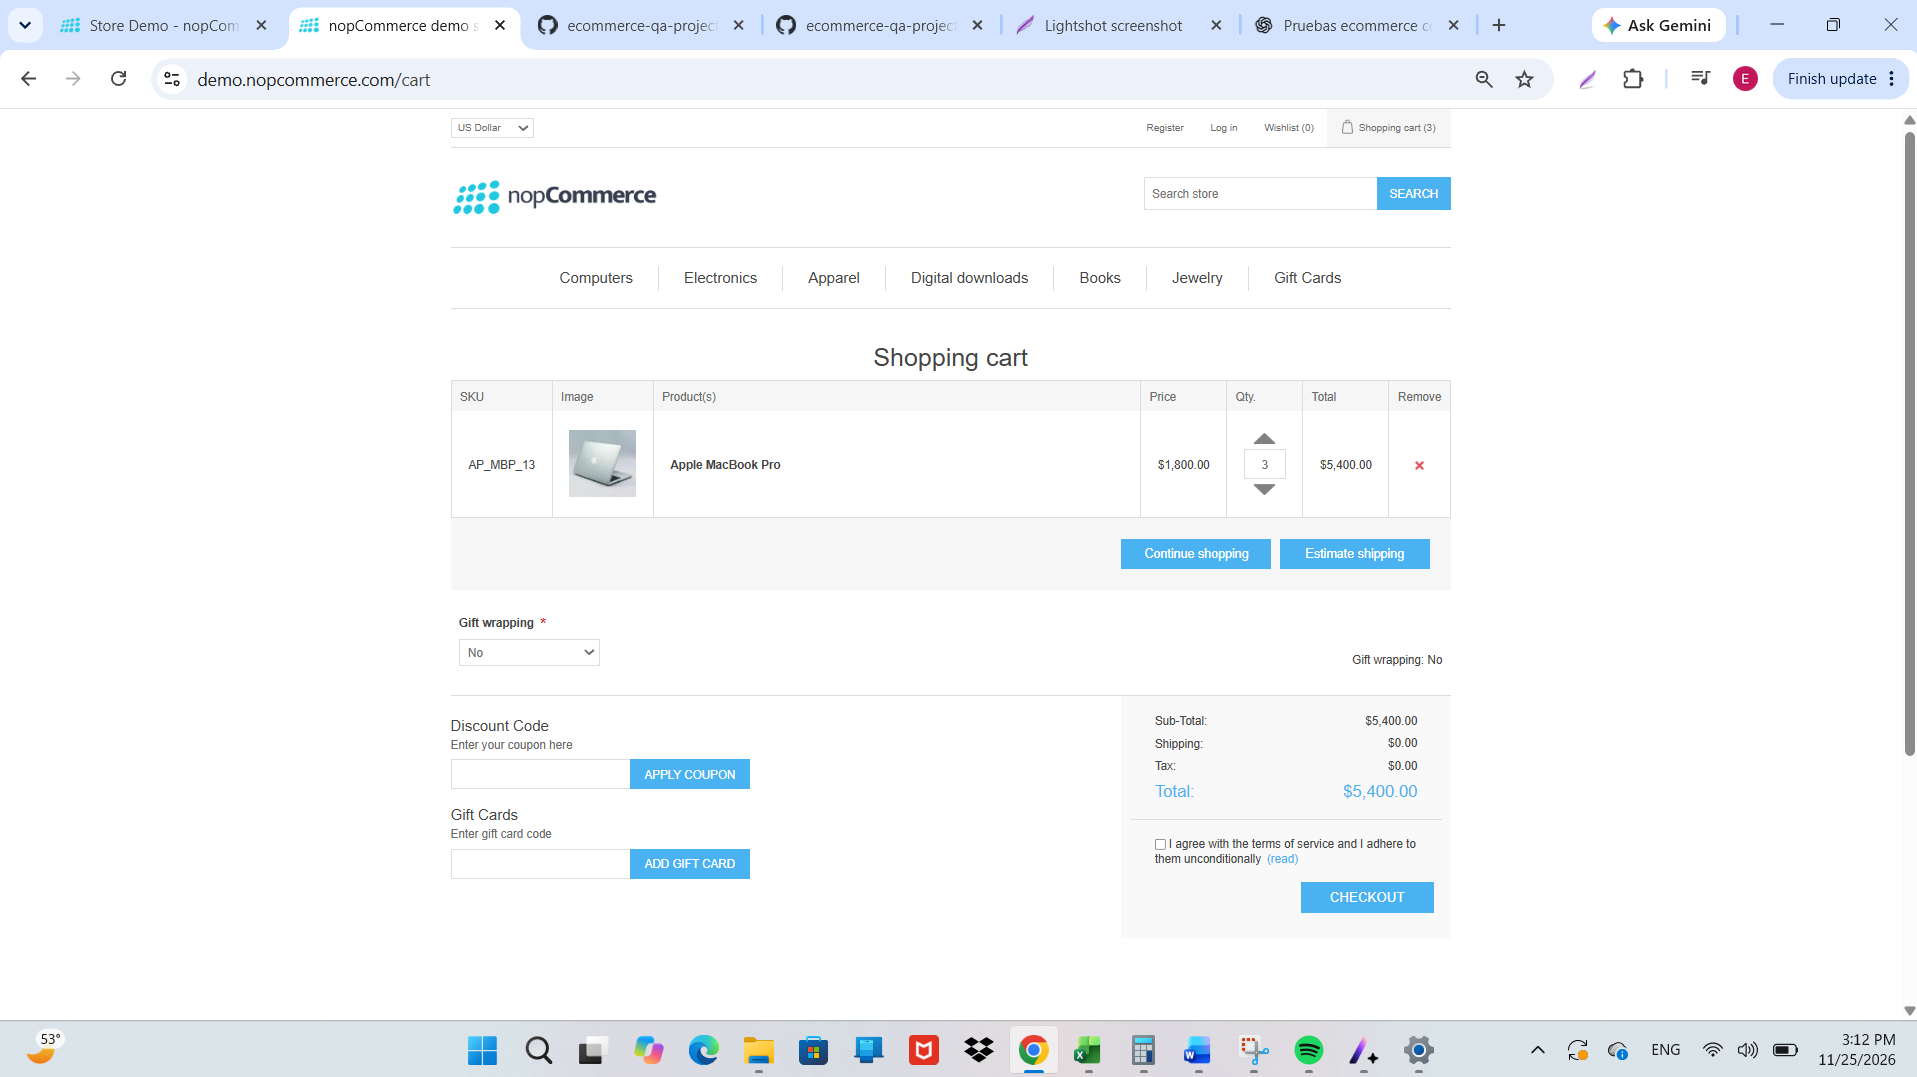 Store Demo - nopCom
nopCommerce demo s
ecommerce-qa-project
ecommerce-qa-project
Lightshot screenshot
Pruebas ecommerce c
Ask Gemini
demo.nopcommerce.com/cart
E
Finish update
US Dollar
Register
Log in
Wishlist (0)
Shopping cart (3)
nopCommerce
Search store
SEARCH
Computers
Electronics
Apparel
Digital downloads
Books
Jewelry
Gift Cards
Shopping cart
SKU Image Product(s) Price Qty. Total Remove
AP_MBP_13 Apple MacBook Pro $1,800.00 3 $5,400.00
Continue shopping
Estimate shipping
Gift wrapping *
No
Gift wrapping: No
Discount Code
Enter your coupon here
APPLY COUPON
Gift Cards
Enter gift card code
ADD GIFT CARD
Sub-Total: $5,400.00
Shipping: $0.00
Tax: $0.00
Total: $5,400.00
I agree with the terms of service and I adhere to
them unconditionally (read)
CHECKOUT
53°
ENG
3:12 PM
11/25/2026